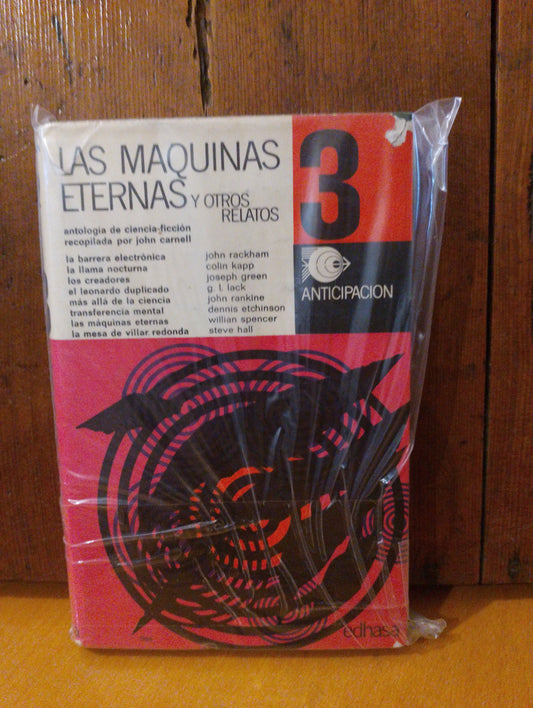 LAS MAQUINAS
ETERNAS Y OTROS
RELATOS
3
antología de ciencia-ficción
recopilada por john carnell
la barrera electrónica john rackham
la llama nocturna colin kapp
los creadores joseph green
el leonardo duplicado g. l. lack
más allá de la ciencia john rankine
transferencia mental dennis etchinson
las máquinas eternas willian spencer
la mesa de villar redonda steve hall
ANTICIPACION
edhasa